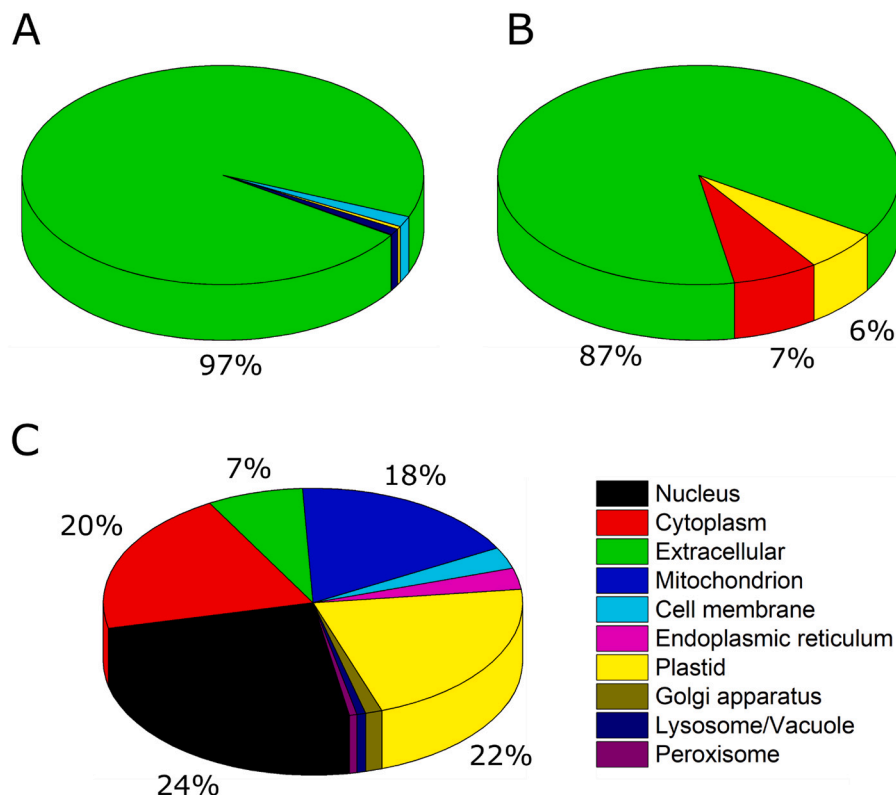 A
B
97%
87%
7%
6%
C
7%
18%
20%
24%
22%
Nucleus
Cytoplasm
Extracellular
Mitochondrion
Cell membrane
Endoplasmic reticulum
Plastid
Golgi apparatus
Lysosome/Vacuole
Peroxisome